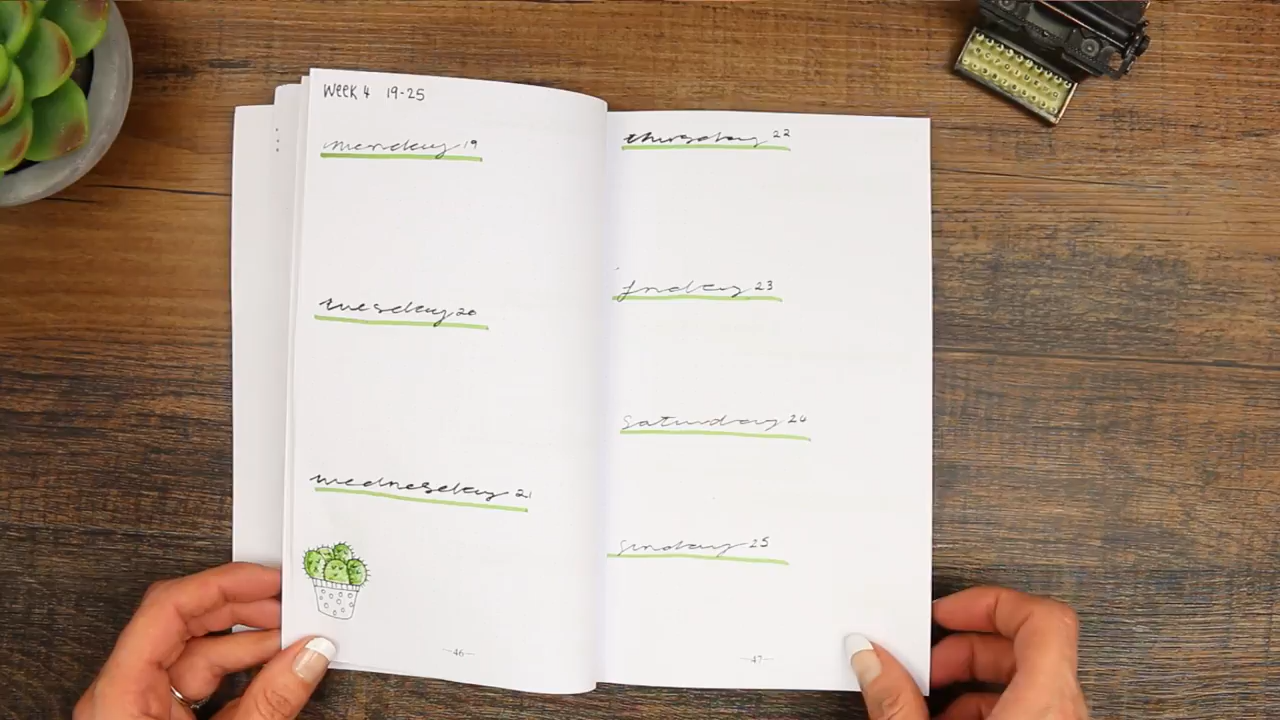 Week 4 19-25
monday 19
tuesday 20
wednesday 21
46
thursday 22
friday 23
saturday 24
sunday 25
47